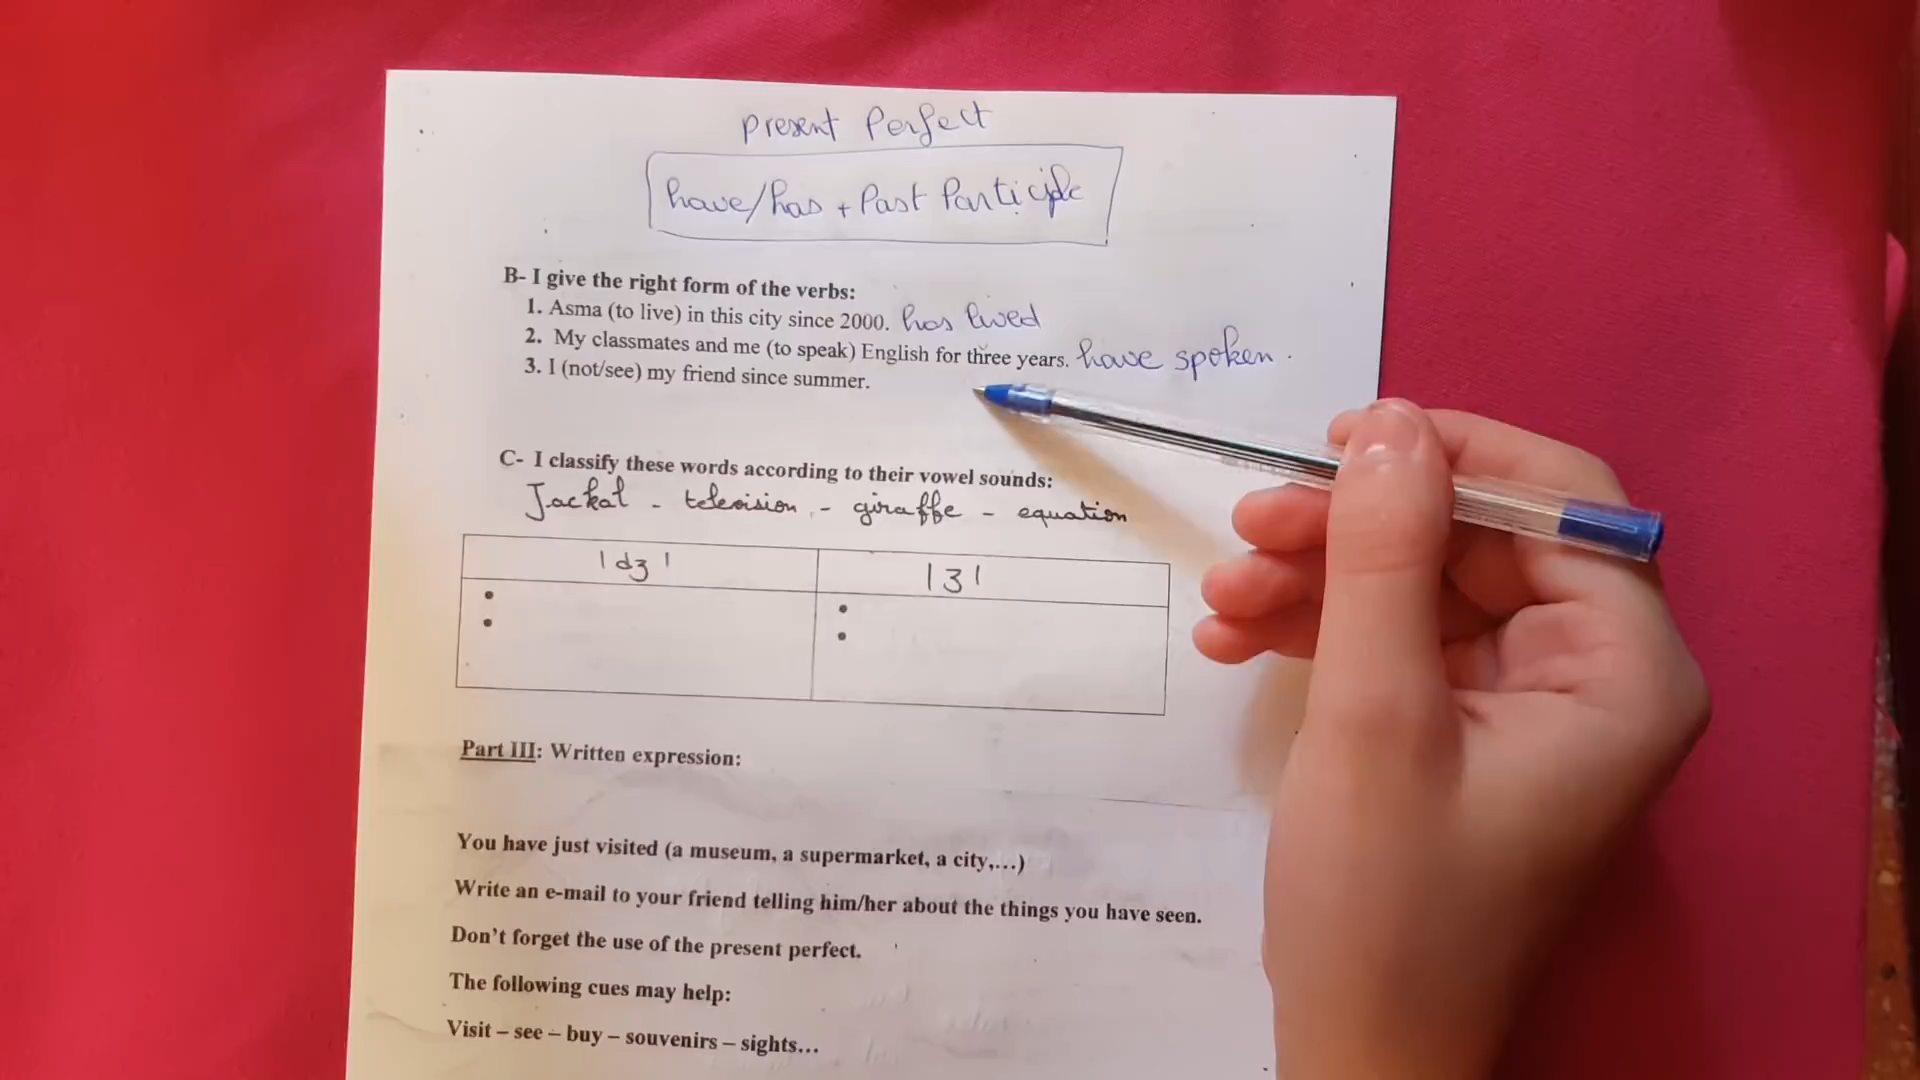 Present Perfect
have/has + Past Participle
B- I give the right form of the verbs:
1. Asma (to live) in this city since 2000. has lived
2. My classmates and me (to speak) English for three years. have spoken.
3. I (not/see) my friend since summer.
C- I classify these words according to their vowel sounds:
Jackal - television - giraffe - equation
/dʒ/ /ʒ/
Part III: Written expression:
You have just visited (a museum, a supermarket, a city,…)
Write an e-mail to your friend telling him/her about the things you have seen.
Don't forget the use of the present perfect.
The following cues may help:
Visit – see – buy – souvenirs – sights…